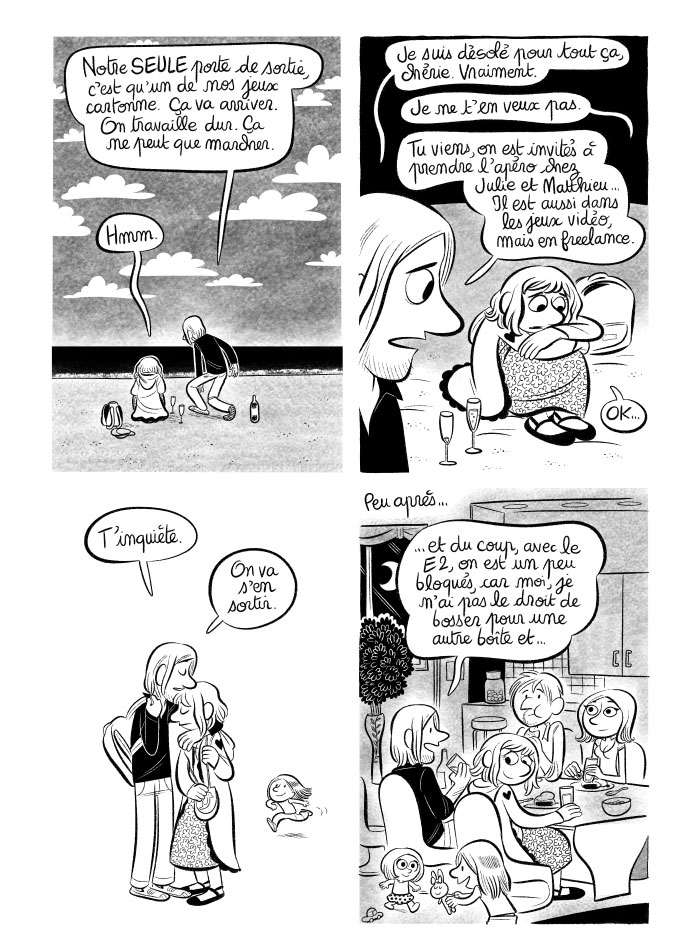 Notre SEULE porte de sortie,
c'est qu'un de nos jeux
cartonne. Ça va arriver.
On travaille dur. Ça
ne peut que marcher.
Hmm.
Je suis désolé pour tout ça,
chérie. Vraiment.
Je ne t'en veux pas.
Tu viens, on est invités à
prendre l'apéro chez
Julie et Matthieu...
Il est aussi dans
les jeux vidéo,
mais en freelance.
OK...
T'inquiète.
On va
s'en
sortir.
Peu après...
...et du coup, avec le
E2, on est un peu
bloqués, car moi, je
n'ai pas le droit de
bosser pour une
autre boîte et...